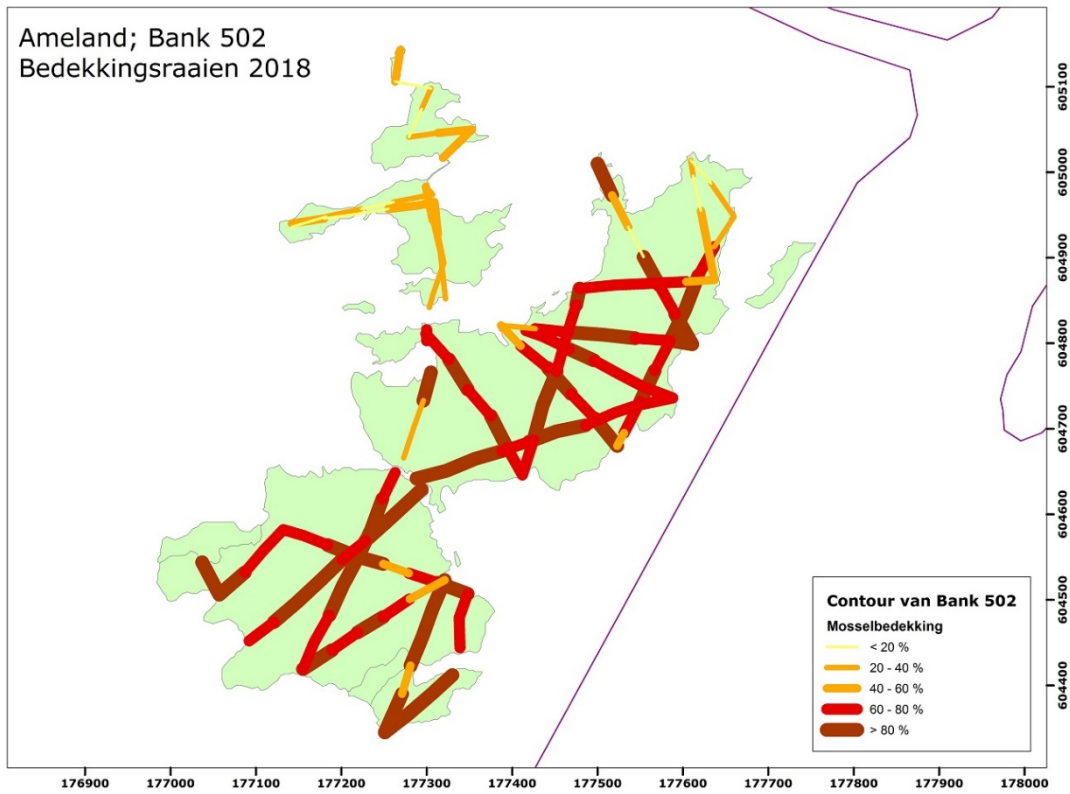 Ameland; Bank 502
Bedekkingsraaien 2018
605100
605000
604900
604800
604700
604600
604500
604400
Contour van Bank 502
Mosselbedekking
< 20 %
20 - 40 %
40 - 60 %
60 - 80 %
> 80 %
176900 177000 177100 177200 177300 177400 177500 177600 177700 177800 177900 178000